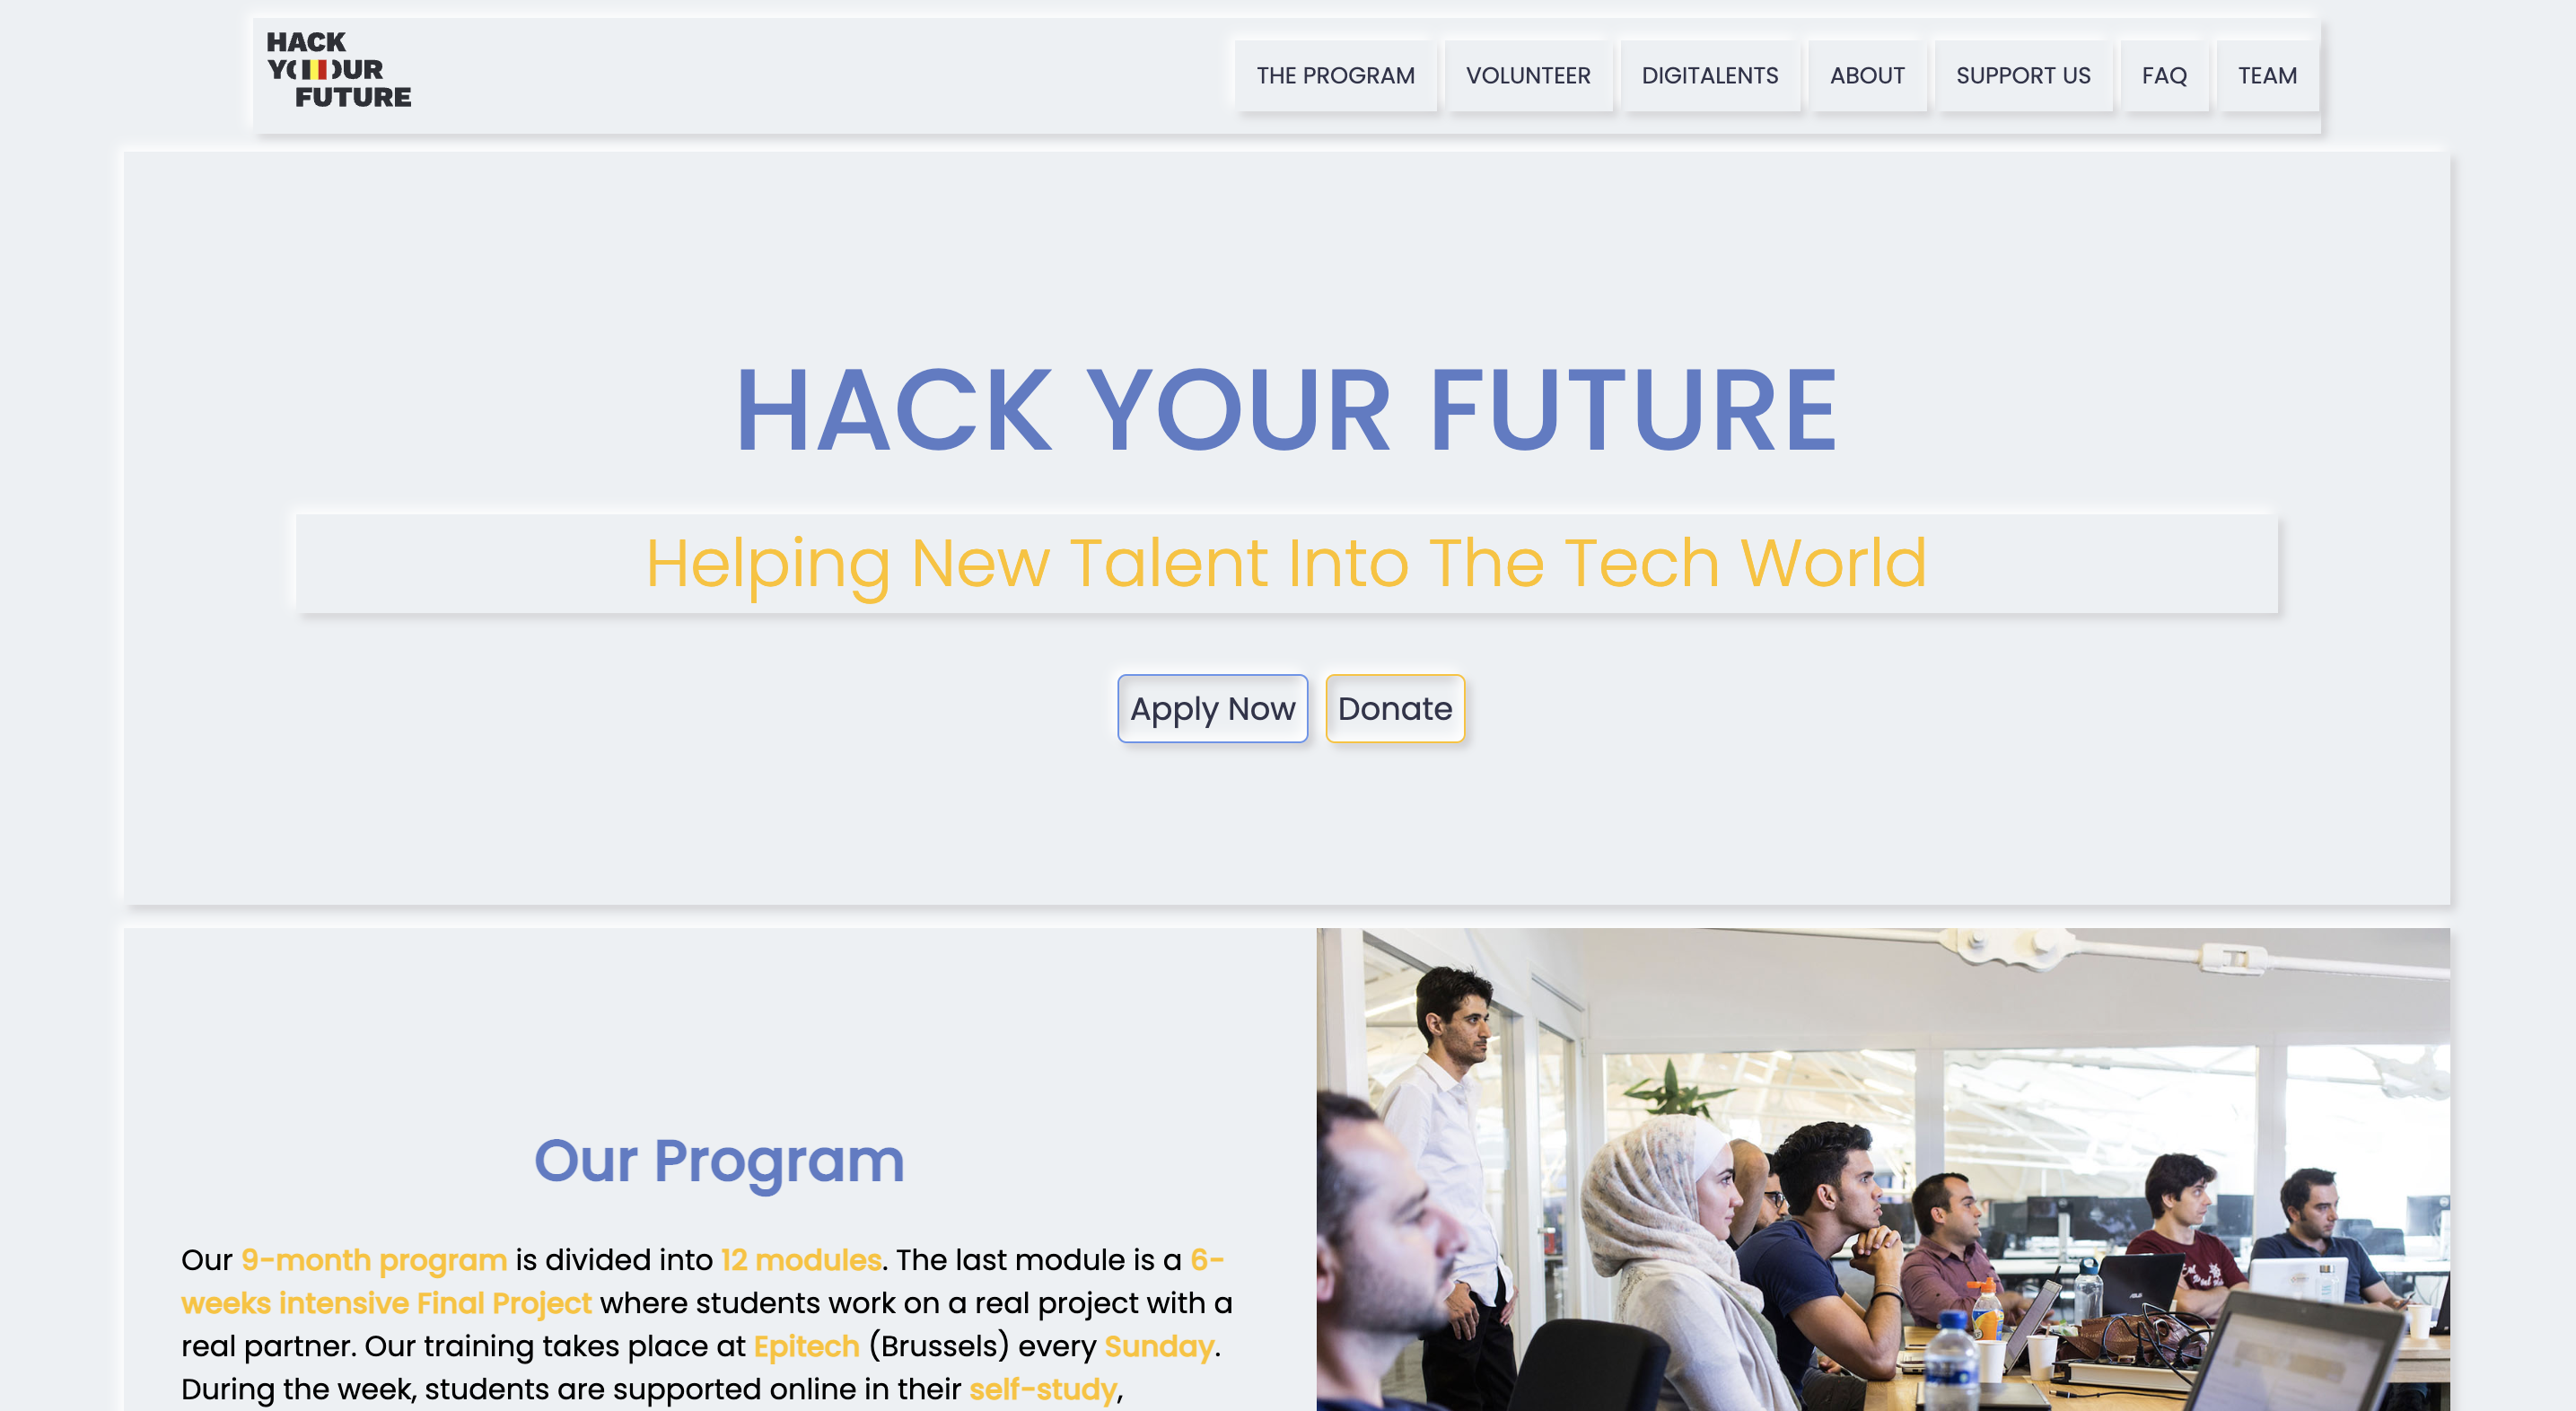 HACK
YOUR
FUTURE
THE PROGRAM
VOLUNTEER
DIGITALENTS
ABOUT
SUPPORT US
FAQ
TEAM
HACK YOUR FUTURE
Helping New Talent Into The Tech World
Apply Now
Donate
Our Program
Our 9-month program is divided into 12 modules. The last module is a 6-
weeks intensive Final Project where students work on a real project with a
real partner. Our training takes place at Epitech (Brussels) every Sunday.
During the week, students are supported online in their self-study,